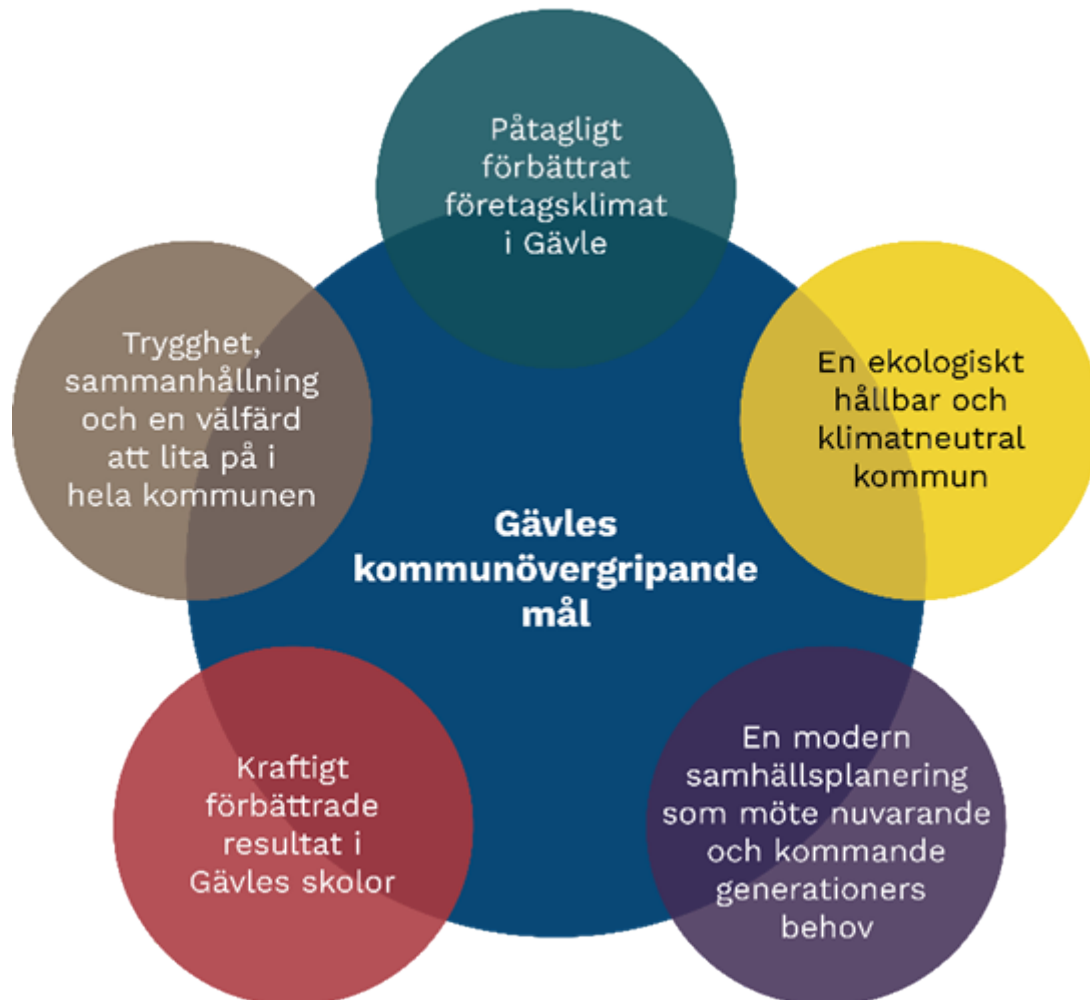 Påtagligt
förbättrat
företagsklimat
i Gävle
Trygghet,
sammanhållning
och en välfärd
att lita på i
hela kommunen
En ekologiskt
hållbar och
klimatneutral
kommun
Gävles
kommunövergripande
mål
Kraftigt
förbättrade
resultat i
Gävles skolor
En modern
samhällsplanering
som möte nuvarande
och kommande
generationers
behov